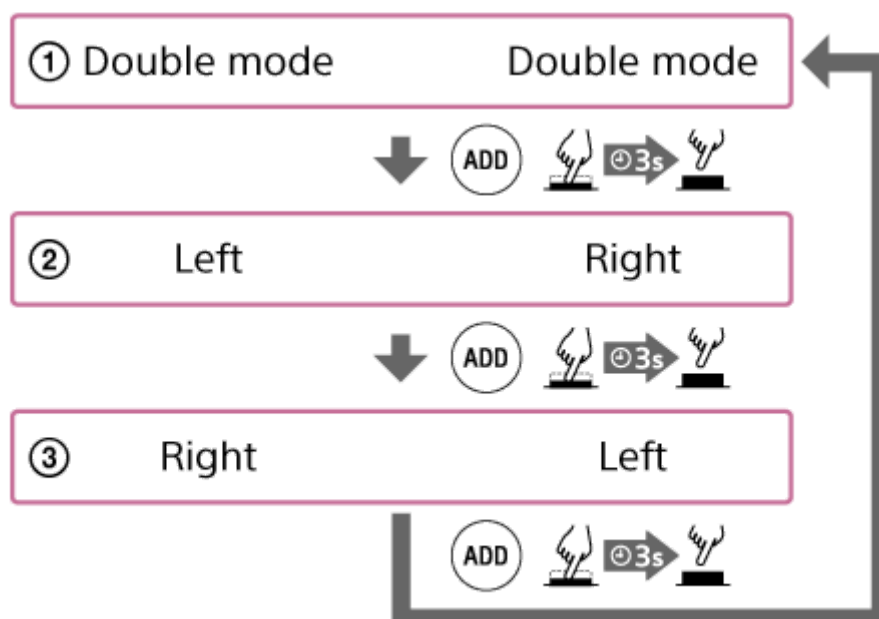 ① Double mode Double mode
ADD 3s
② Left Right
ADD 3s
③ Right Left
ADD 3s